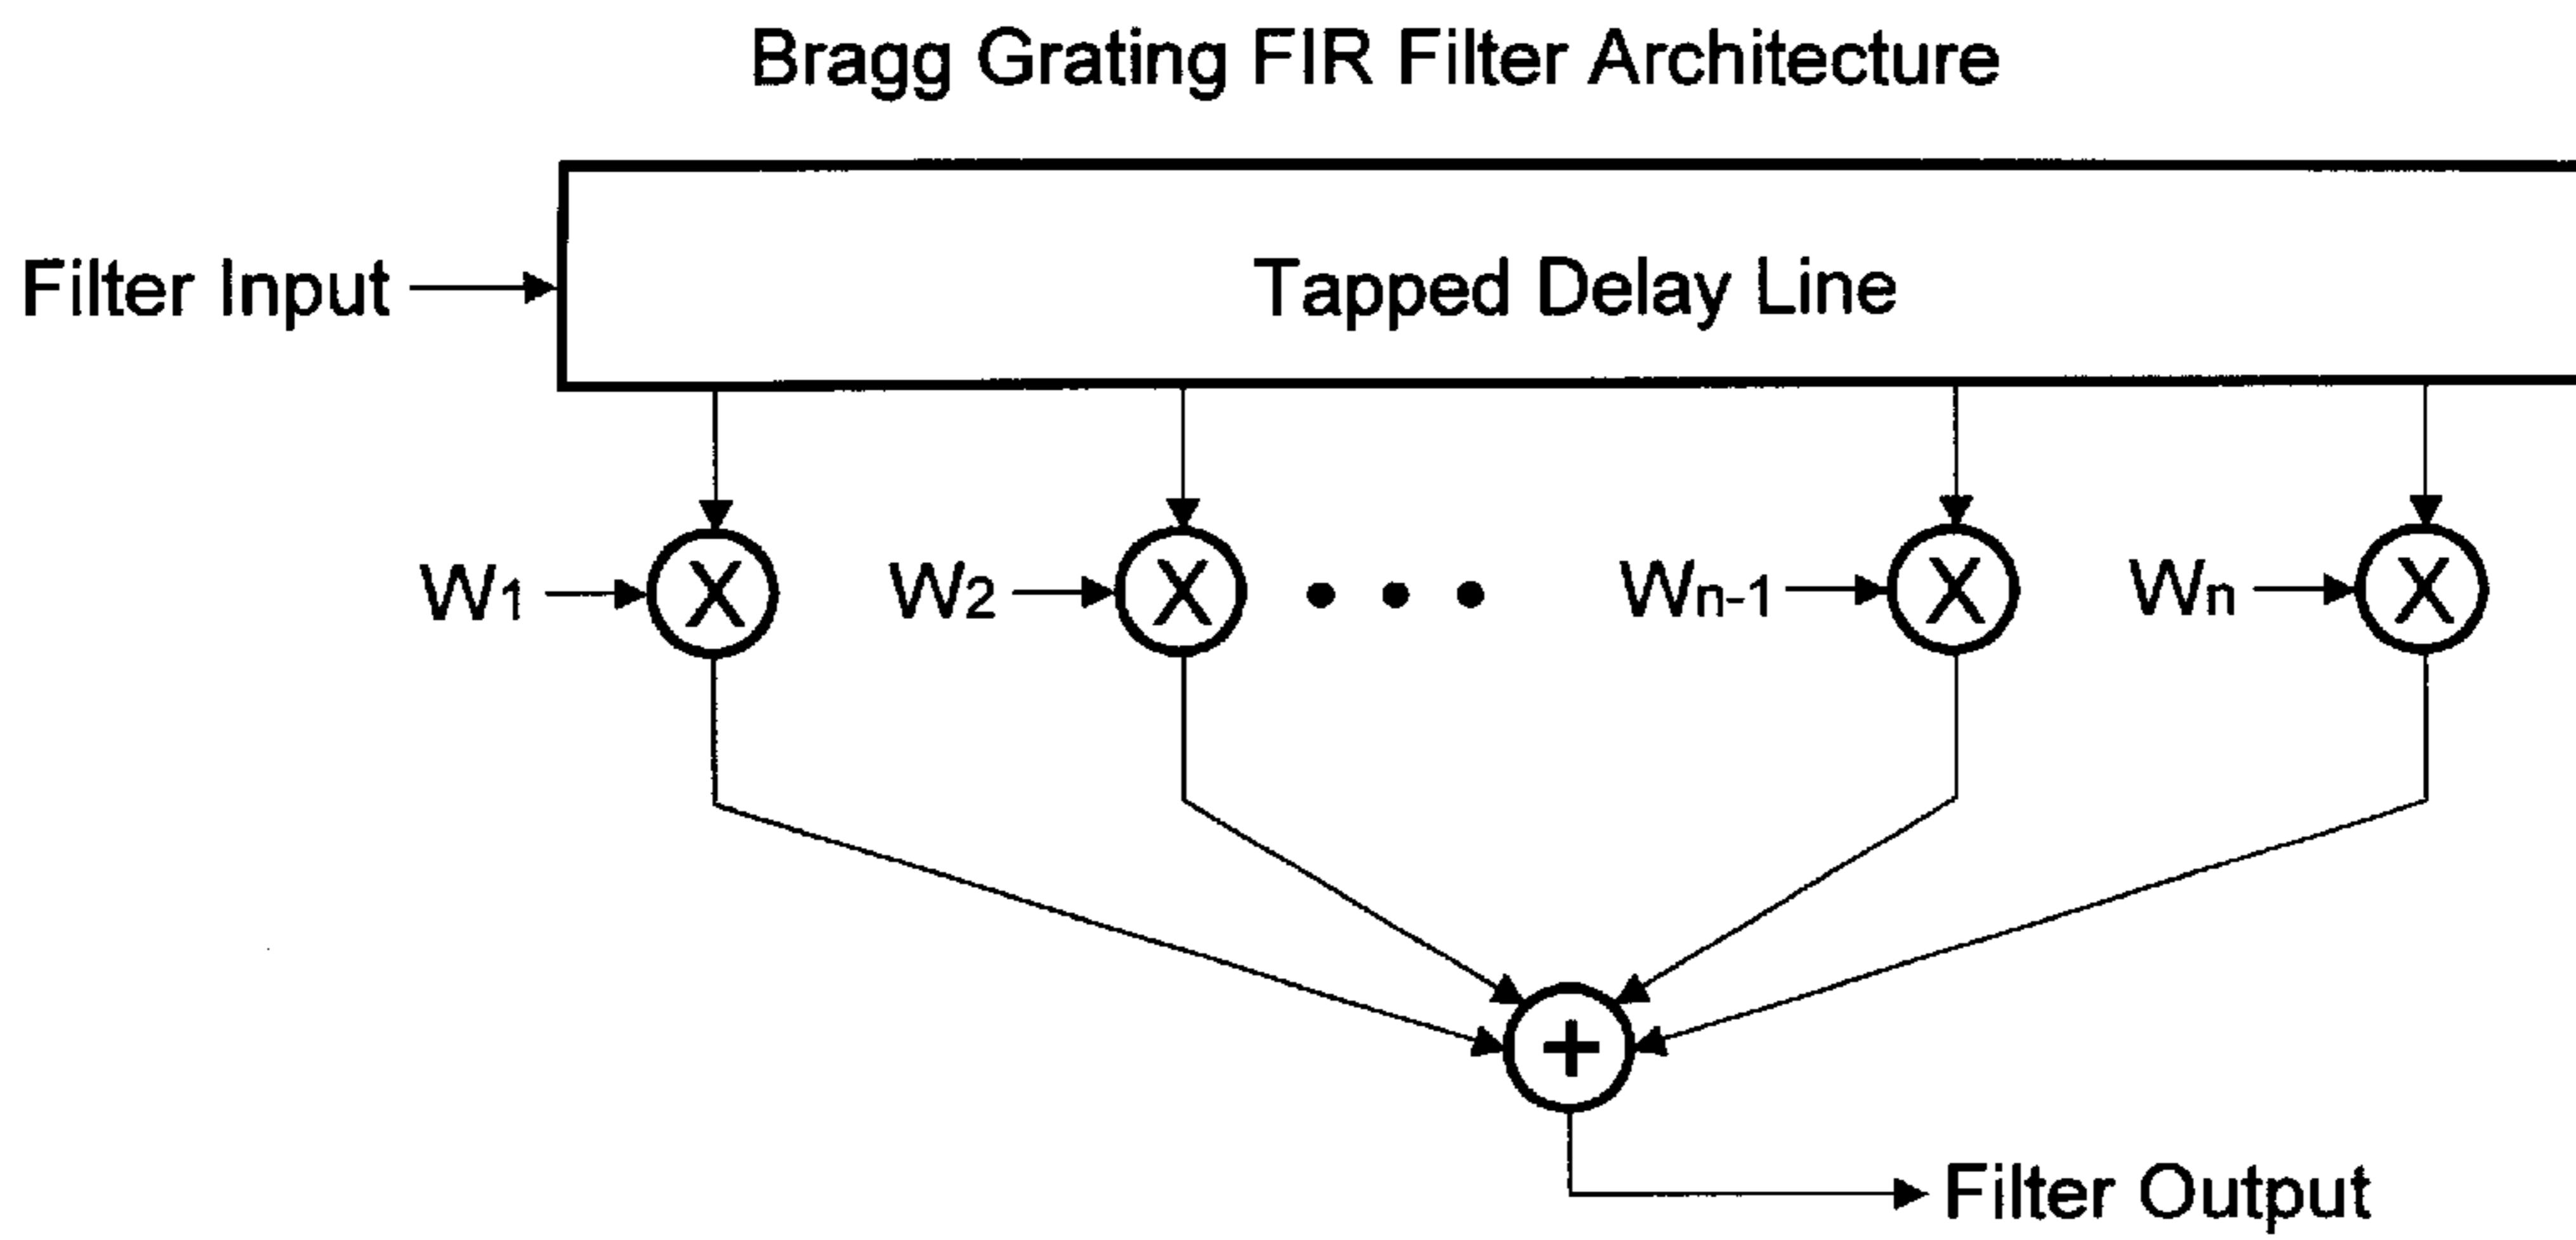 Bragg Grating FIR Filter Architecture
Filter Input
Tapped Delay Line
W1 X W2 X • • • Wn-1 X Wn X
+
Filter Output